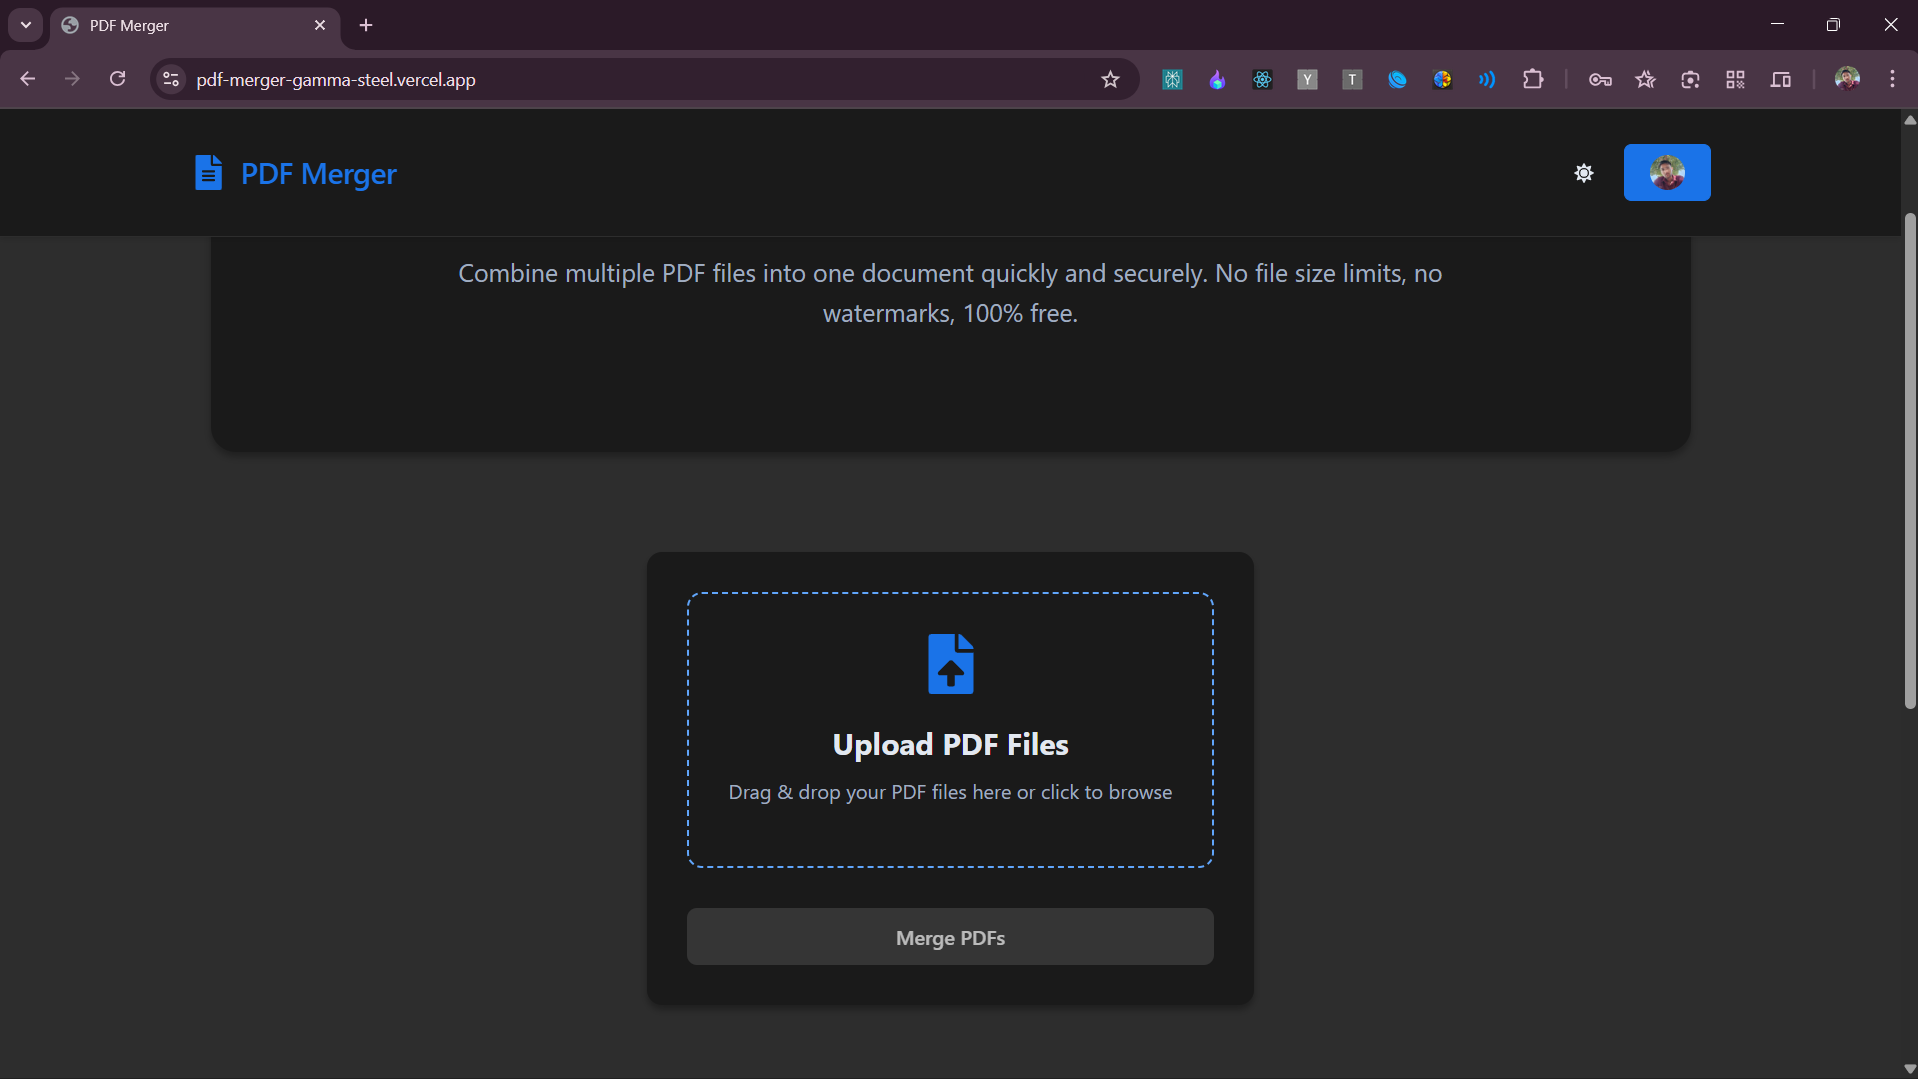 PDF Merger
pdf-merger-gamma-steel.vercel.app
Y
T
PDF Merger
Combine multiple PDF files into one document quickly and securely. No file size limits, no
watermarks, 100% free.
Upload PDF Files
Drag & drop your PDF files here or click to browse
Merge PDFs